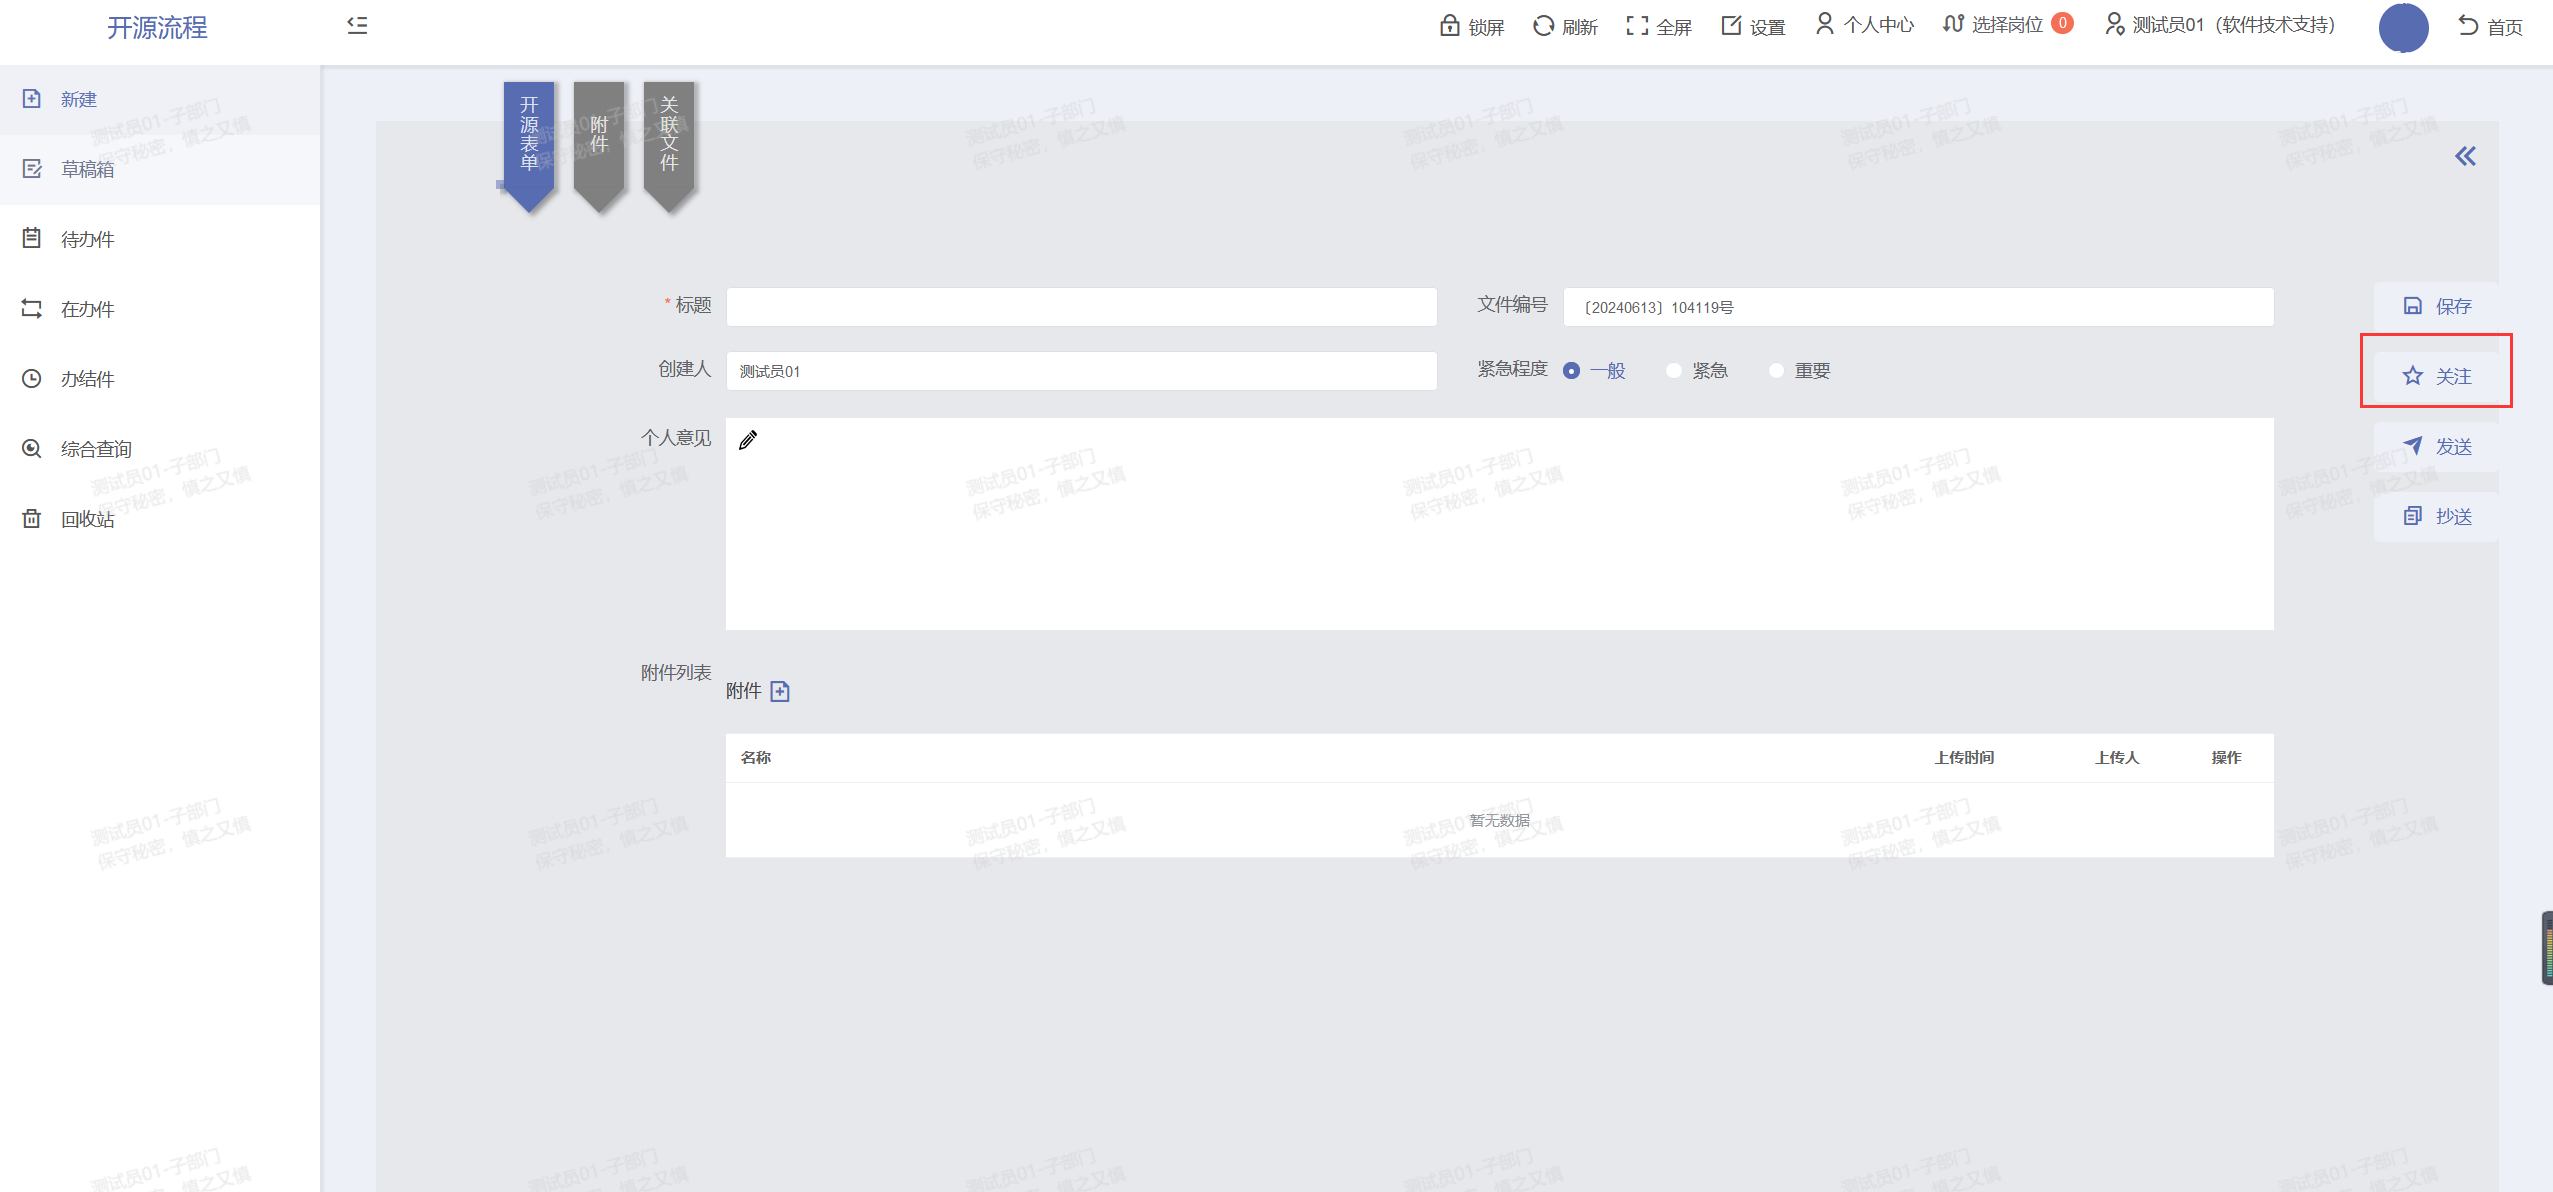 开源流程
锁屏
刷新
全屏
设置
个人中心
选择岗位
0
测试员01（软件技术支持）
首页
新建
草稿箱
待办件
在办件
办结件
综合查询
回收站
开源表单
附件
关联文件
* 标题
文件编号
〔20240613〕104119号
创建人
测试员01
紧急程度
一般
紧急
重要
个人意见
附件列表
附件
名称
上传时间
上传人
操作
暂无数据
保存
关注
发送
抄送
测试员01-子部门
保守秘密，慎之又慎